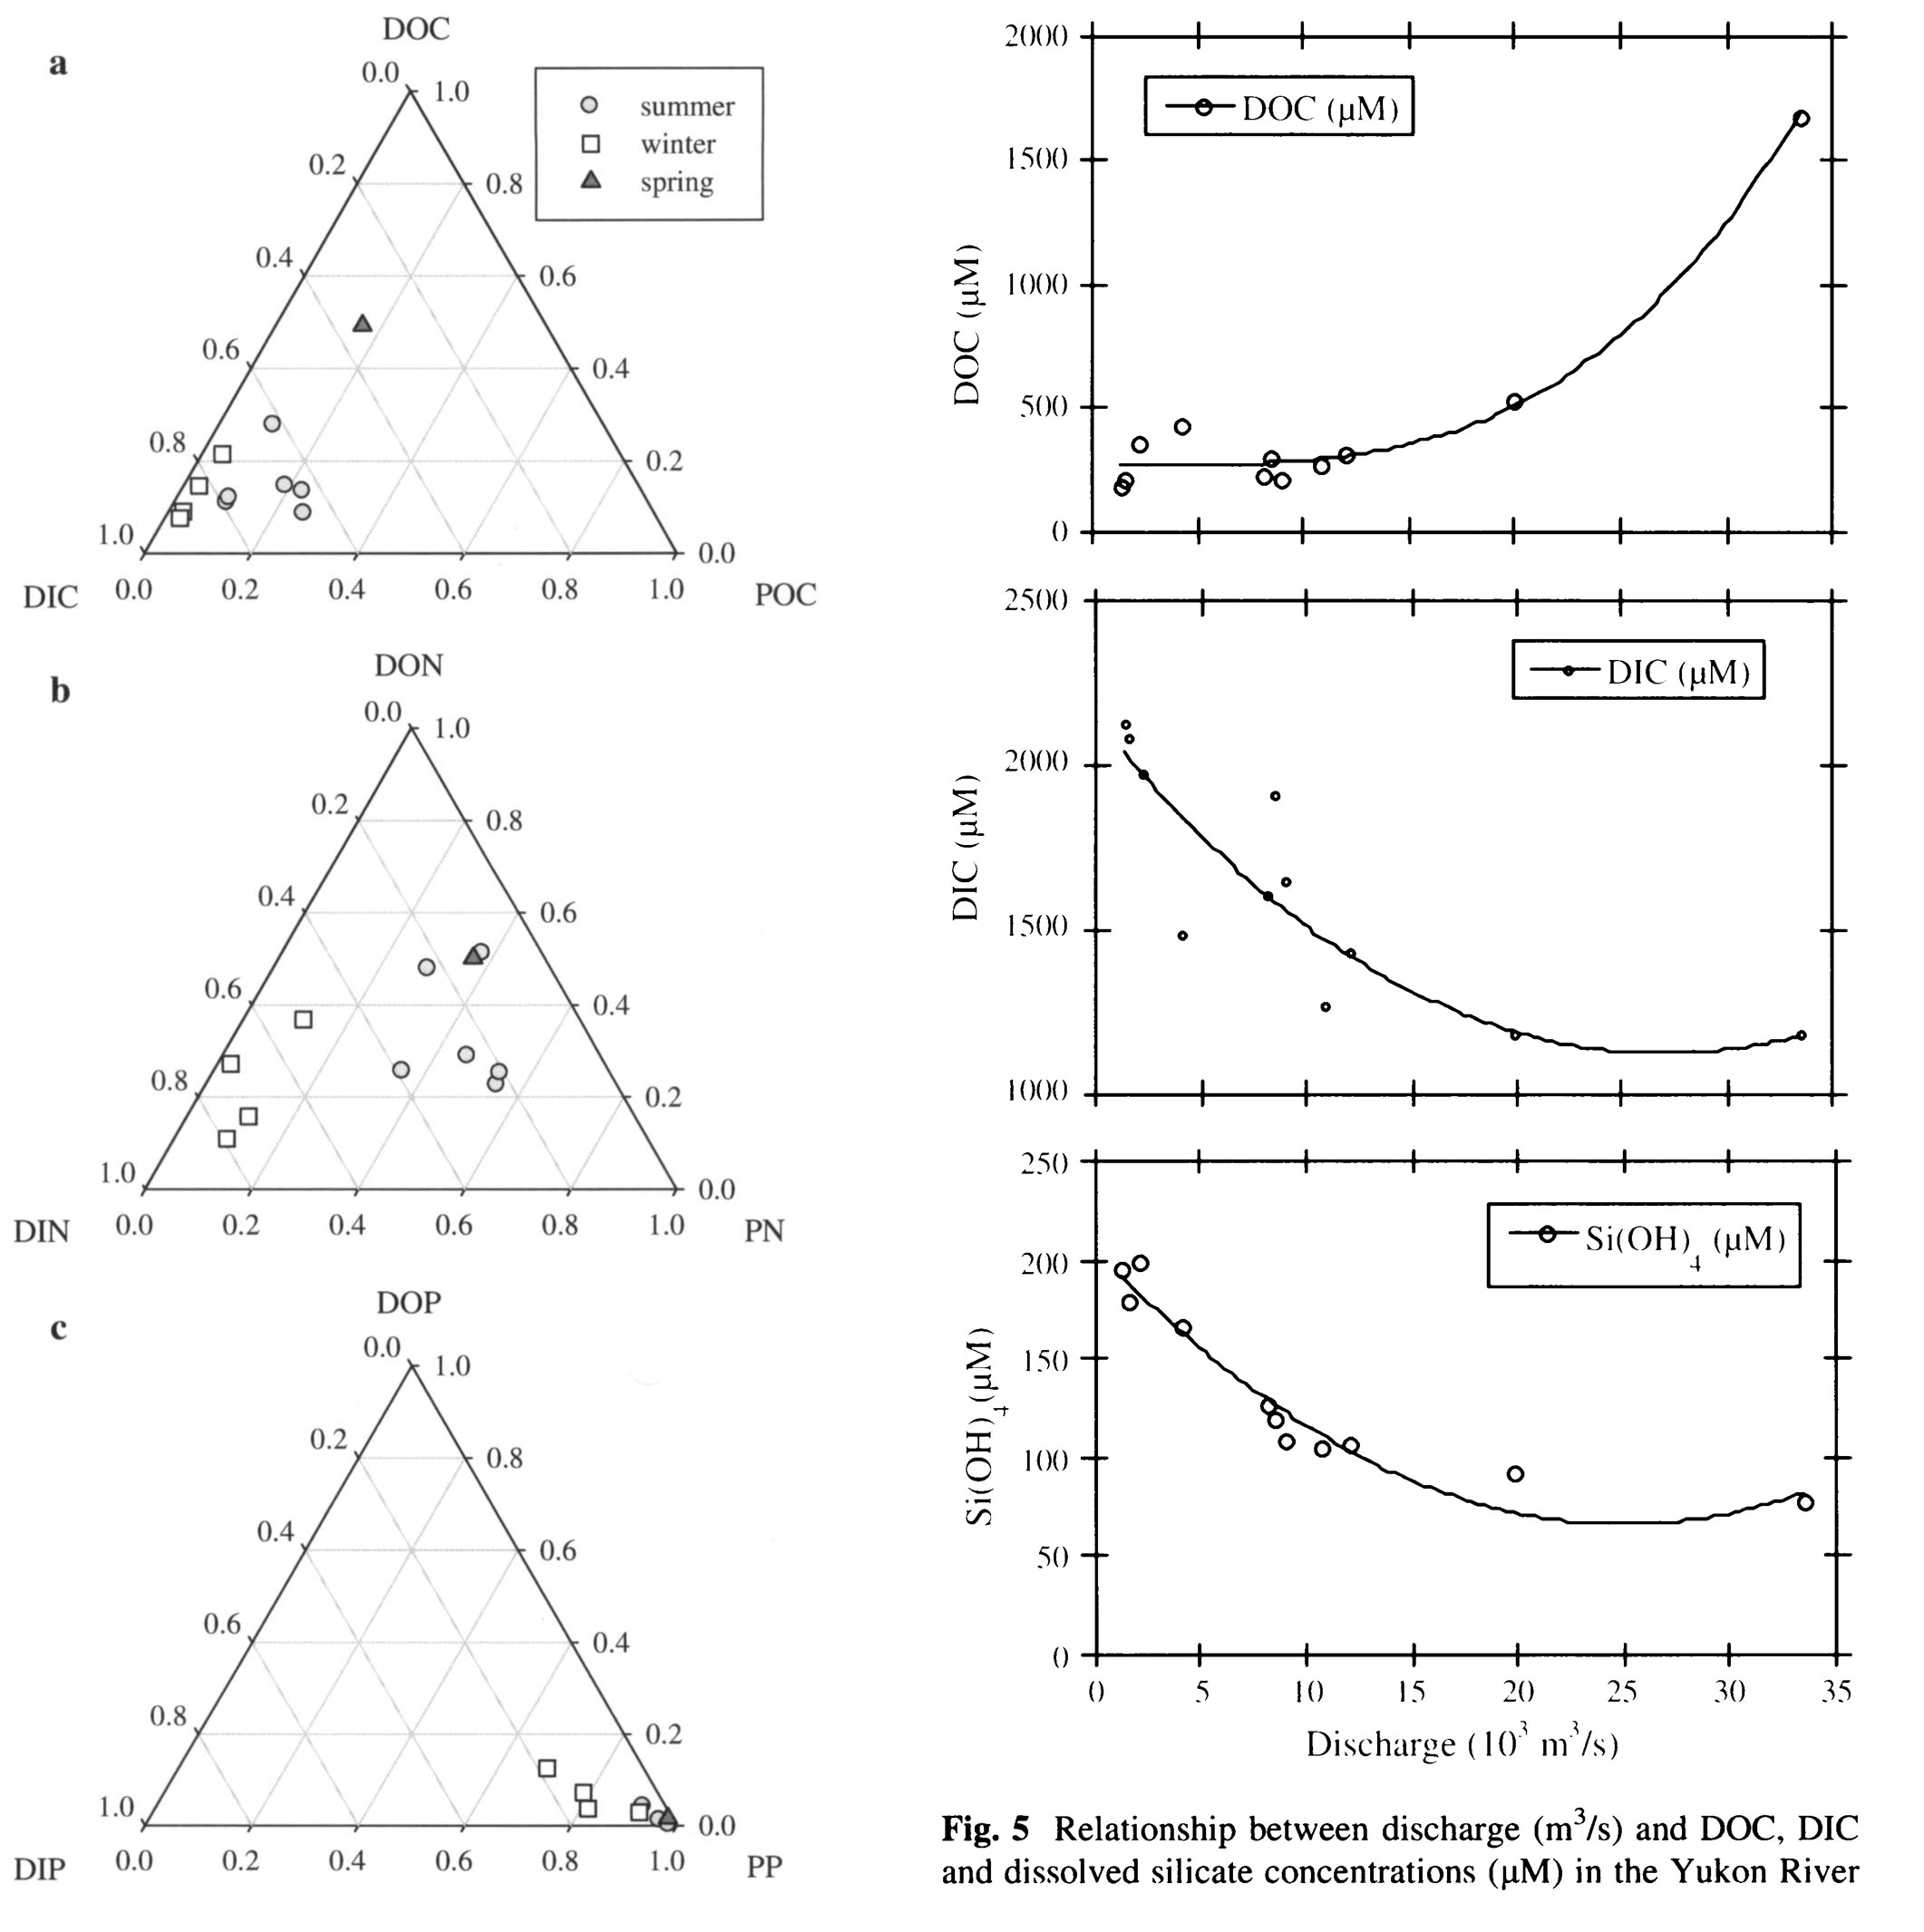 a
DOC
0.0
1.0
0.2
0.8
0.4
0.6
0.6
0.4
0.8
0.2
1.0
0.0
DIC
0.0
0.2
0.4
0.6
0.8
1.0
POC
summer
winter
spring
b
DON
0.0
1.0
0.2
0.8
0.4
0.6
0.6
0.4
0.8
0.2
1.0
0.0
DIN
0.0
0.2
0.4
0.6
0.8
1.0
PN
c
DOP
0.0
1.0
0.2
0.8
0.4
0.6
0.6
0.4
0.8
0.2
1.0
0.0
DIP
0.0
0.2
0.4
0.6
0.8
1.0
PP
2000
1500
1000
500
0
DOC (μM)
DOC (μM)
2500
2000
1500
1000
DIC (μM)
DIC (μM)
250
200
150
100
50
0
Si(OH)4 (μM)
Si(OH)4 (μM)
0 5 10 15 20 25 30 35
Discharge (10³ m³/s)
Fig. 5 Relationship between discharge (m³/s) and DOC, DIC
and dissolved silicate concentrations (μM) in the Yukon River